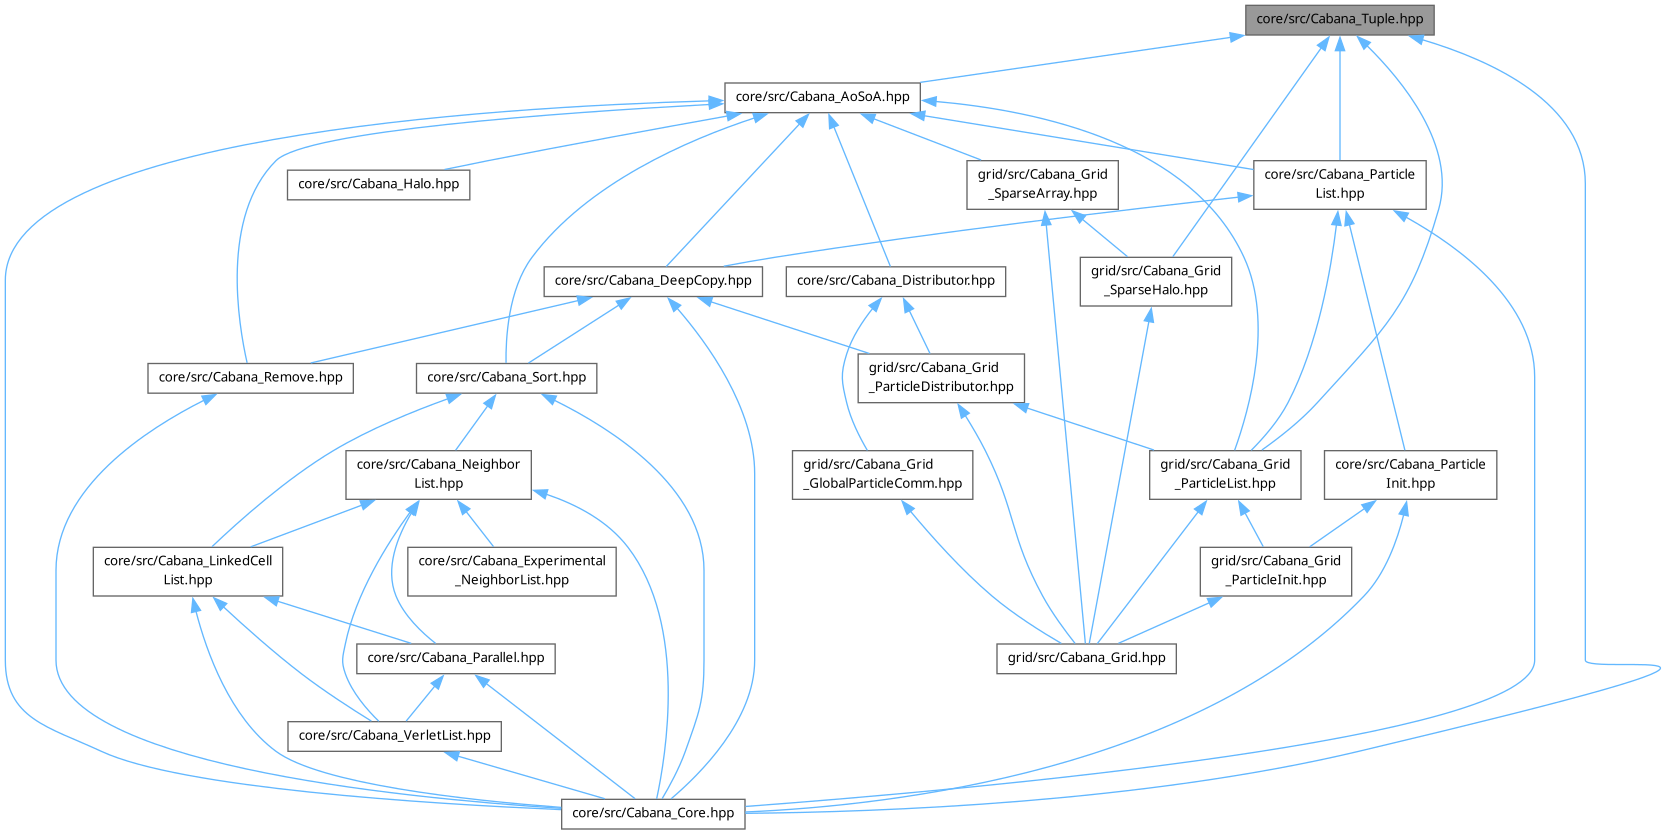 core/src/Cabana_Tuple.hpp
core/src/Cabana_AoSoA.hpp
core/src/Cabana_Halo.hpp
grid/src/Cabana_Grid
_SparseArray.hpp
core/src/Cabana_Particle
List.hpp
core/src/Cabana_DeepCopy.hpp
core/src/Cabana_Distributor.hpp
grid/src/Cabana_Grid
_SparseHalo.hpp
core/src/Cabana_Remove.hpp
core/src/Cabana_Sort.hpp
grid/src/Cabana_Grid
_ParticleDistributor.hpp
core/src/Cabana_Neighbor
List.hpp
grid/src/Cabana_Grid
_GlobalParticleComm.hpp
grid/src/Cabana_Grid
_ParticleList.hpp
core/src/Cabana_Particle
Init.hpp
core/src/Cabana_LinkedCell
List.hpp
core/src/Cabana_Experimental
_NeighborList.hpp
grid/src/Cabana_Grid
_ParticleInit.hpp
core/src/Cabana_Parallel.hpp
grid/src/Cabana_Grid.hpp
core/src/Cabana_VerletList.hpp
core/src/Cabana_Core.hpp